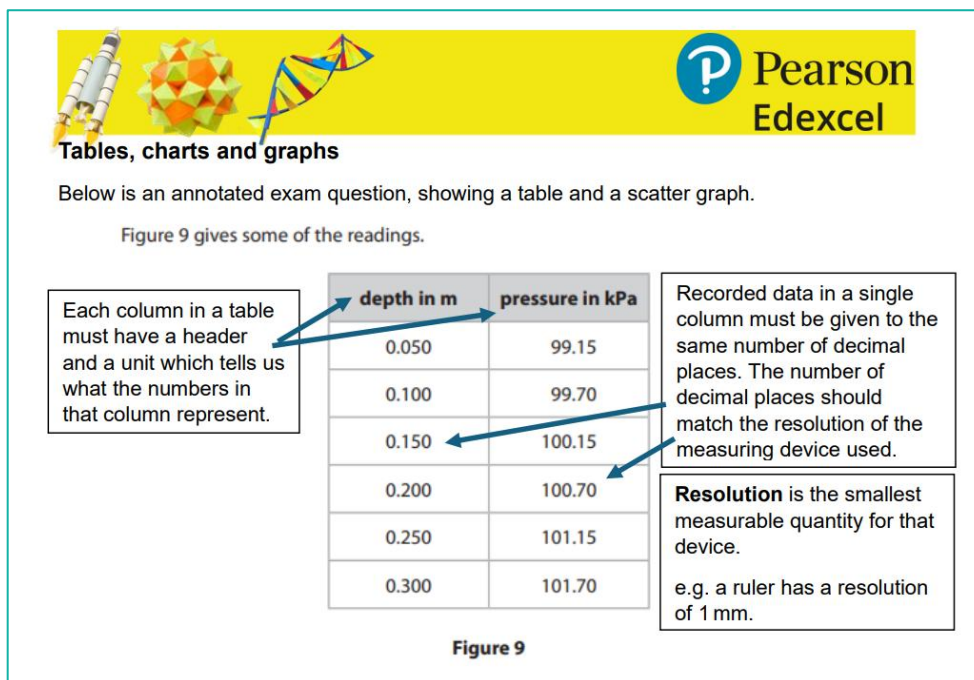 Pearson
Edexcel
Tables, charts and graphs
Below is an annotated exam question, showing a table and a scatter graph.
Figure 9 gives some of the readings.
Each column in a table
must have a header
and a unit which tells us
what the numbers in
that column represent.
depth in m pressure in kPa
0.050 99.15
0.100 99.70
0.150 100.15
0.200 100.70
0.250 101.15
0.300 101.70
Recorded data in a single
column must be given to the
same number of decimal
places. The number of
decimal places should
match the resolution of the
measuring device used.
Resolution is the smallest
measurable quantity for that
device.
e.g. a ruler has a resolution
of 1 mm.
Figure 9